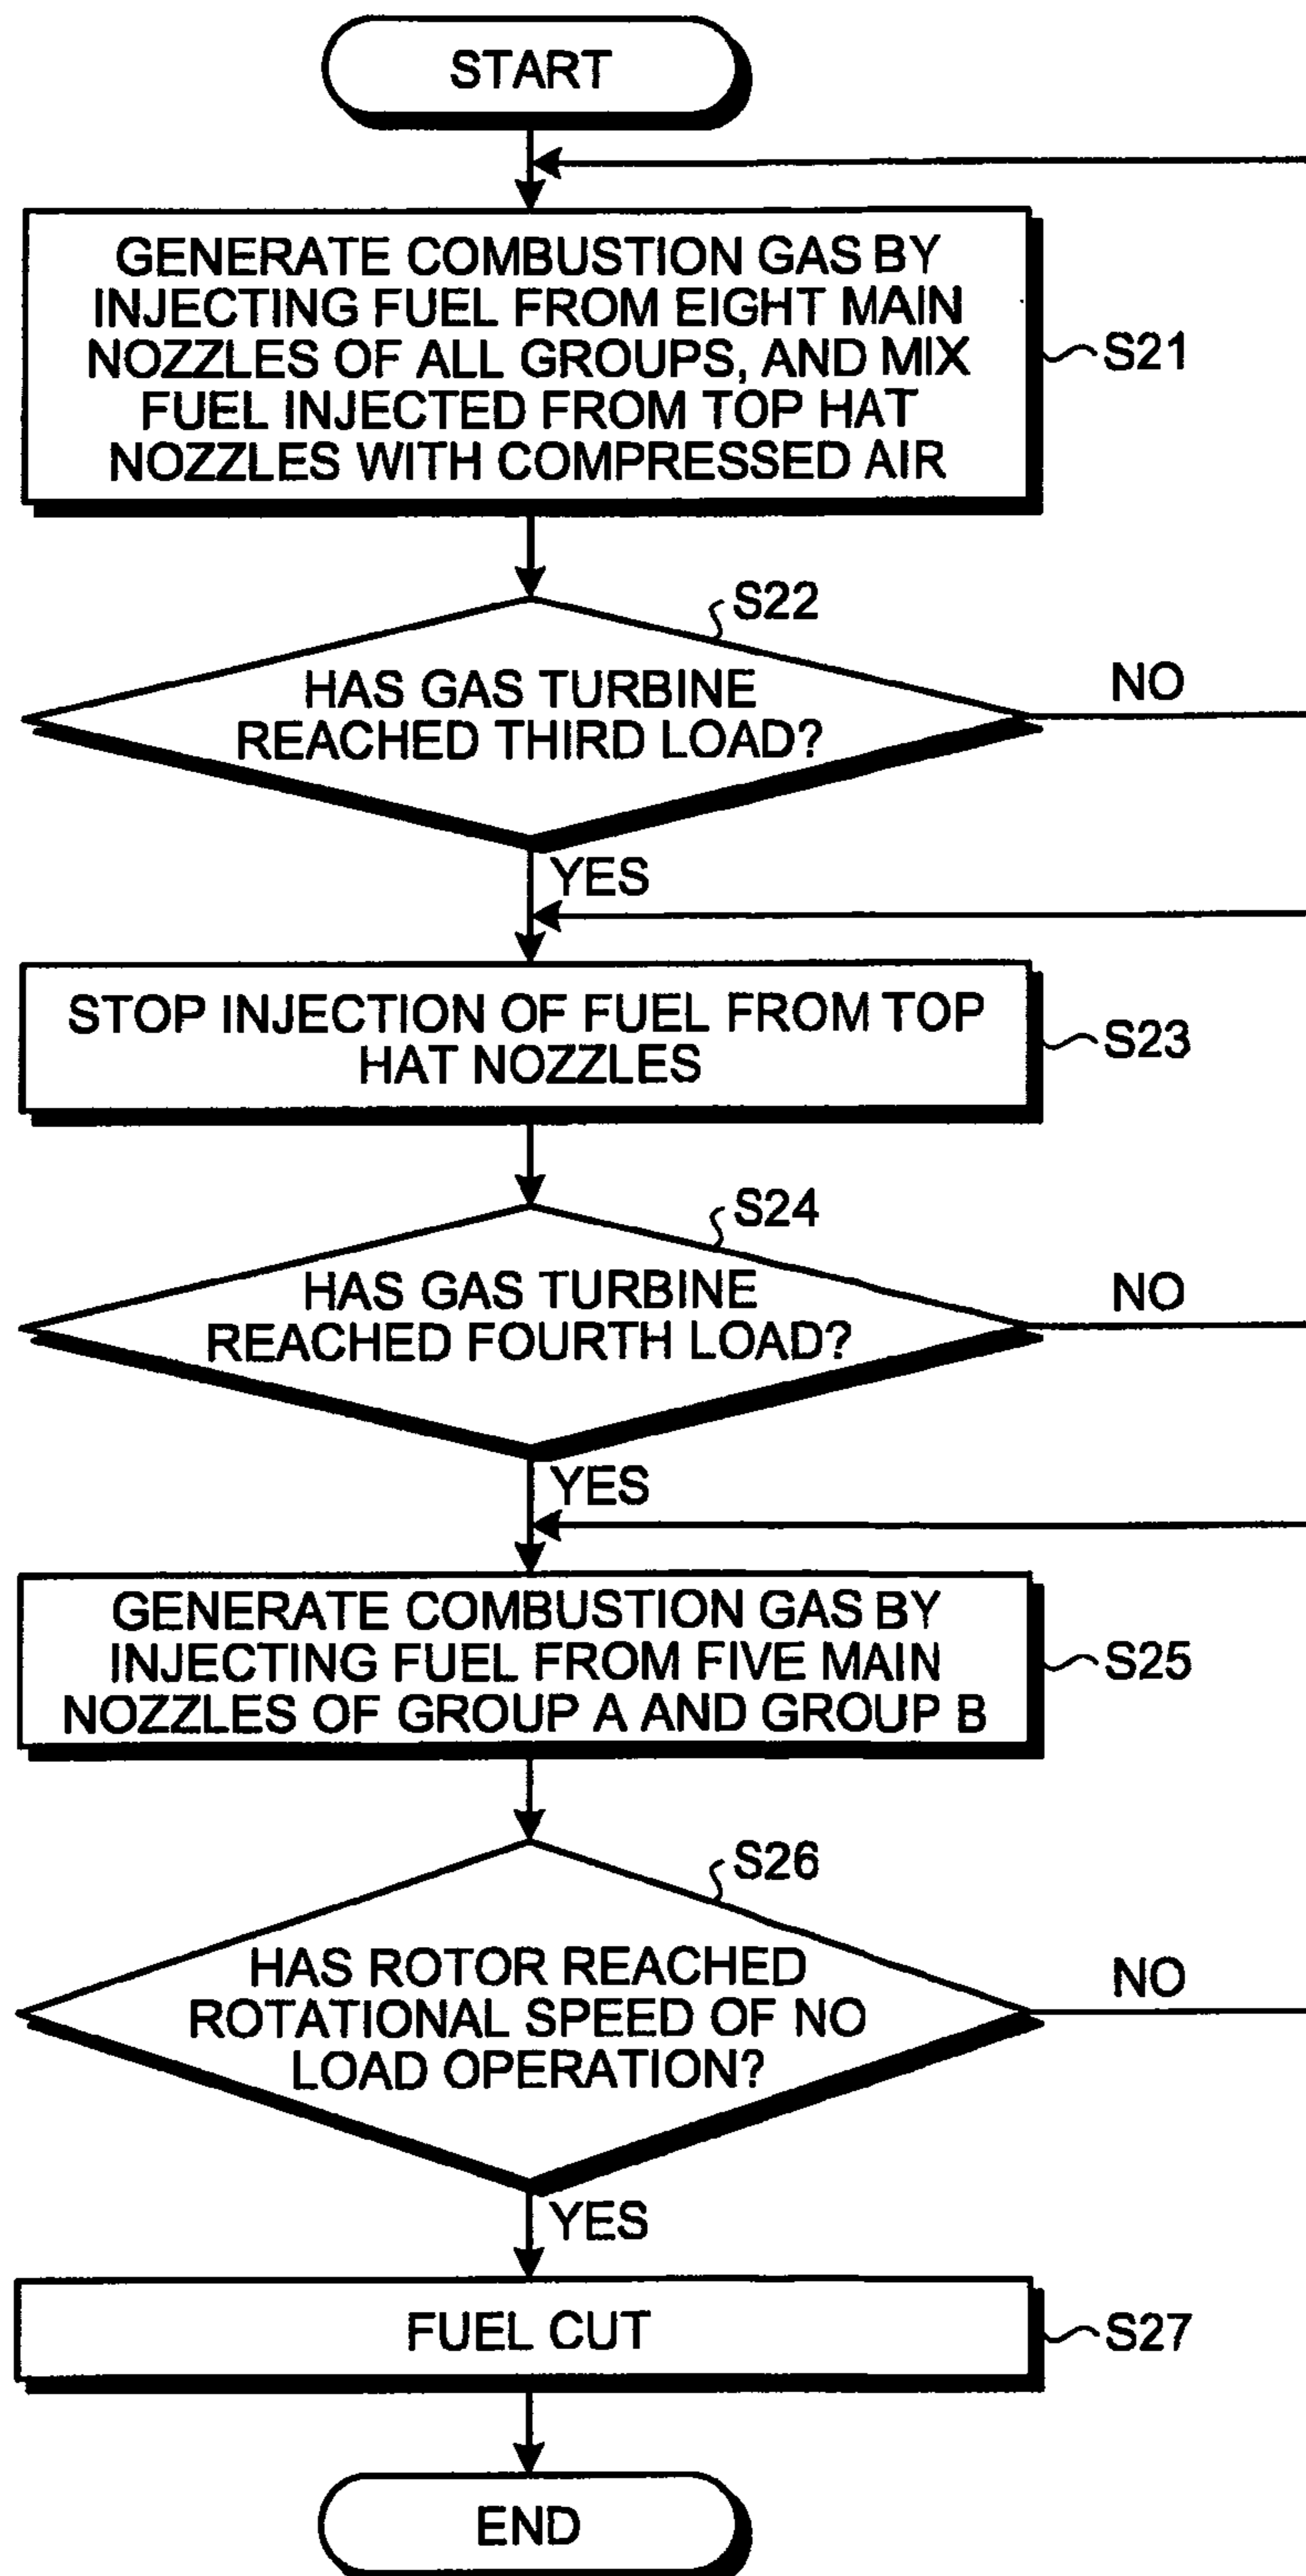 START
GENERATE COMBUSTION GAS BY
INJECTING FUEL FROM EIGHT MAIN
NOZZLES OF ALL GROUPS, AND MIX
FUEL INJECTED FROM TOP HAT
NOZZLES WITH COMPRESSED AIR
S21
S22
HAS GAS TURBINE
REACHED THIRD LOAD?
NO
YES
STOP INJECTION OF FUEL FROM TOP
HAT NOZZLES
S23
S24
HAS GAS TURBINE
REACHED FOURTH LOAD?
NO
YES
GENERATE COMBUSTION GAS BY
INJECTING FUEL FROM FIVE MAIN
NOZZLES OF GROUP A AND GROUP B
S25
S26
HAS ROTOR REACHED
ROTATIONAL SPEED OF NO
LOAD OPERATION?
NO
YES
FUEL CUT
S27
END